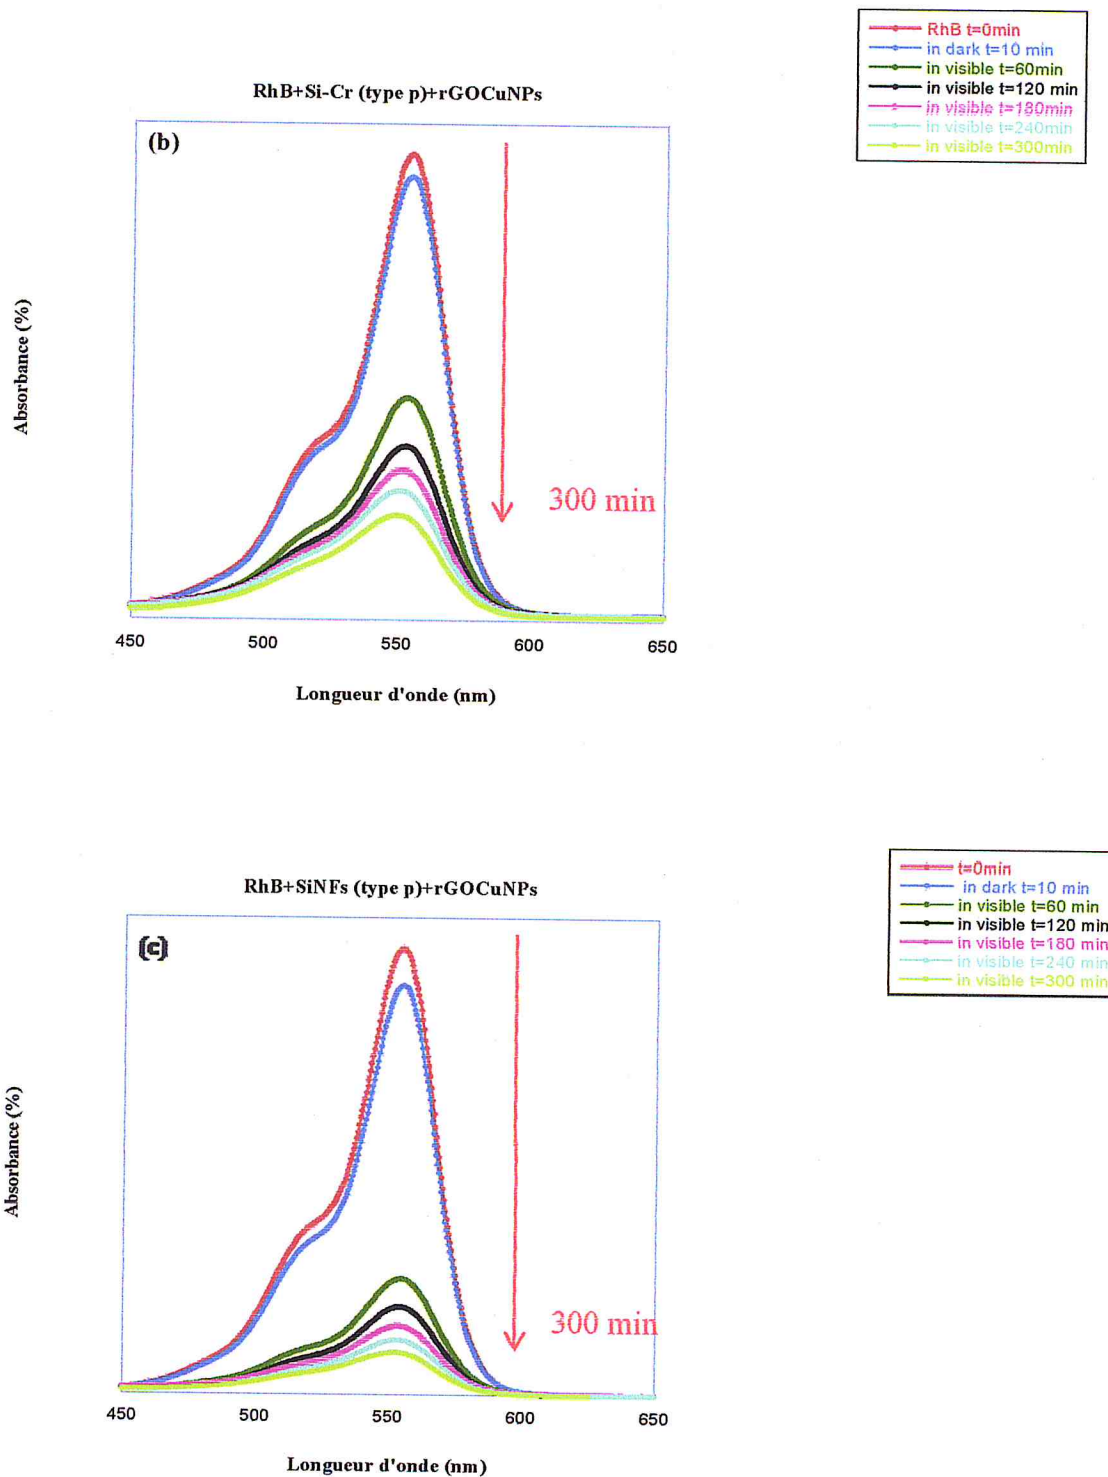 RhB t=0min
in dark t=10 min
in visible t=60min
in visible t=120 min
in visible t=180min
in visible t=240min
in visible t=300min
RhB+Si-Cr (type p)+rGOCuNPs
(b)
Absorbance (%)
300 min
450 500 550 600 650
Longueur d'onde (nm)
t=0min
in dark t=10 min
in visible t=60 min
in visible t=120 min
in visible t=180 min
in visible t=240 min
in visible t=300 min
RhB+SiNFs (type p)+rGOCuNPs
(c)
Absorbance (%)
300 min
450 500 550 600 650
Longueur d'onde (nm)